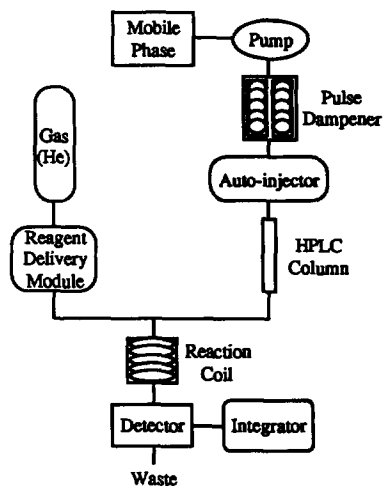 Mobile
Phase
Pump
Pulse
Dampener
Gas
(He)
Auto-injector
Reagent
Delivery
Module
HPLC
Column
Reaction
Coil
Detector
Integrator
Waste